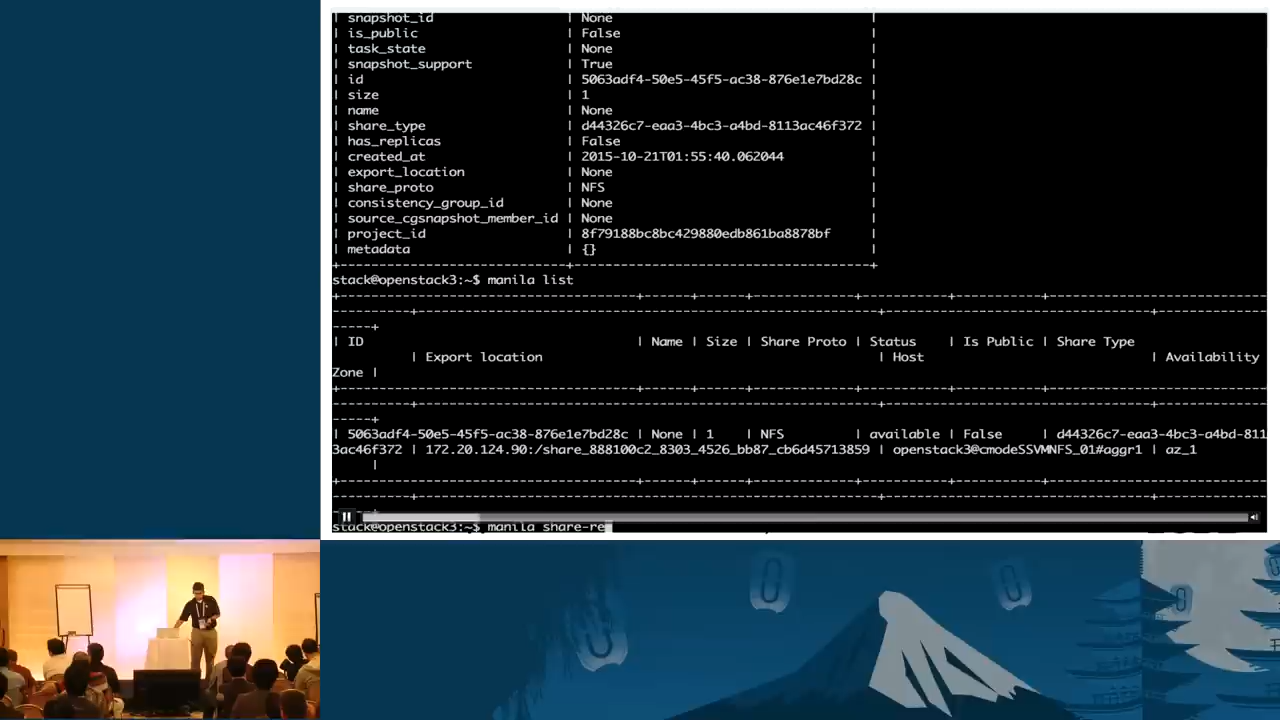 | snapshot_id | None |
| is_public | False |
| task_state | None |
| snapshot_support | True |
| id | 5063adf4-50e5-45f5-ac38-876e1e7bd28c |
| size | 1 |
| name | None |
| share_type | d44326c7-eaa3-4bc3-a4bd-8113ac46f372 |
| has_replicas | False |
| created_at | 2015-10-21T01:55:40.062044 |
| export_location | None |
| share_proto | NFS |
| consistency_group_id | None |
| source_cgsnapshot_member_id | None |
| project_id | 8f79188bc8bc429880edb861ba8878bf |
| metadata | {} |
stack@openstack3:~$ manila list
| ID | Name | Size | Share Proto | Status | Is Public | Share Type
| Export location | Host | Availability
Zone |
| 5063adf4-50e5-45f5-ac38-876e1e7bd28c | None | 1 | NFS | available | False | d44326c7-eaa3-4bc3-a4bd-811
3ac46f372 | 172.20.124.90:/share_888100c2_8303_4526_bb87_cb6d45713859 | openstack3@cmodeSSVMNFS_01#aggr1 | az_1
|
stack@openstack3:~$ manila share-re